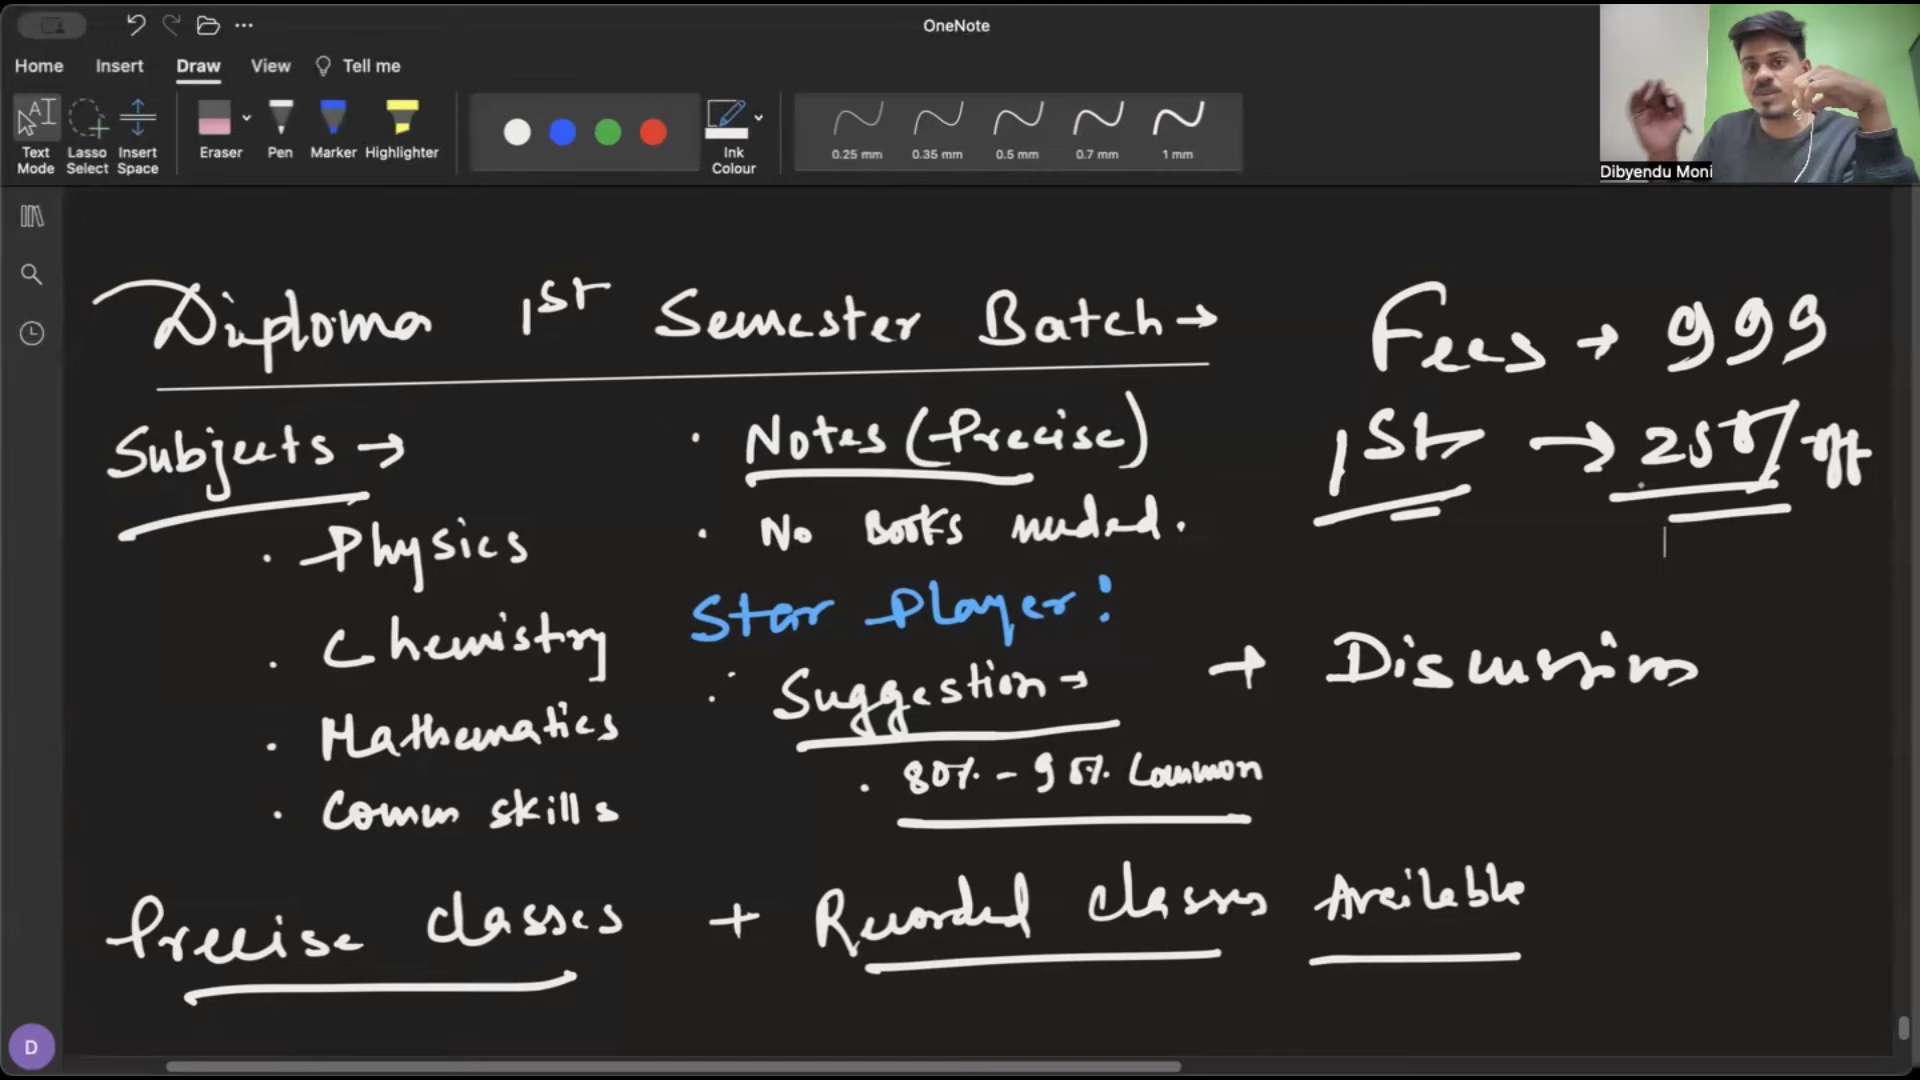 OneNote
Home Insert Draw View Tell me
Text Mode Lasso Select Insert Space Eraser Pen Marker Highlighter Ink Colour 0.25 mm 0.35 mm 0.5 mm 0.7 mm 1 mm
Dibyendu Moni
Diploma 1st Semester Batch →
Fees → 999
1st → 25%/off
Subjects →
· Physics
· Chemistry
· Mathematics
· Comm skills
· Notes (Precise)
· No Books needed.
Star Player:
· Suggestion → + Discussion
· 80% - 90% Common
Precise classes + Recorded classes Available
D